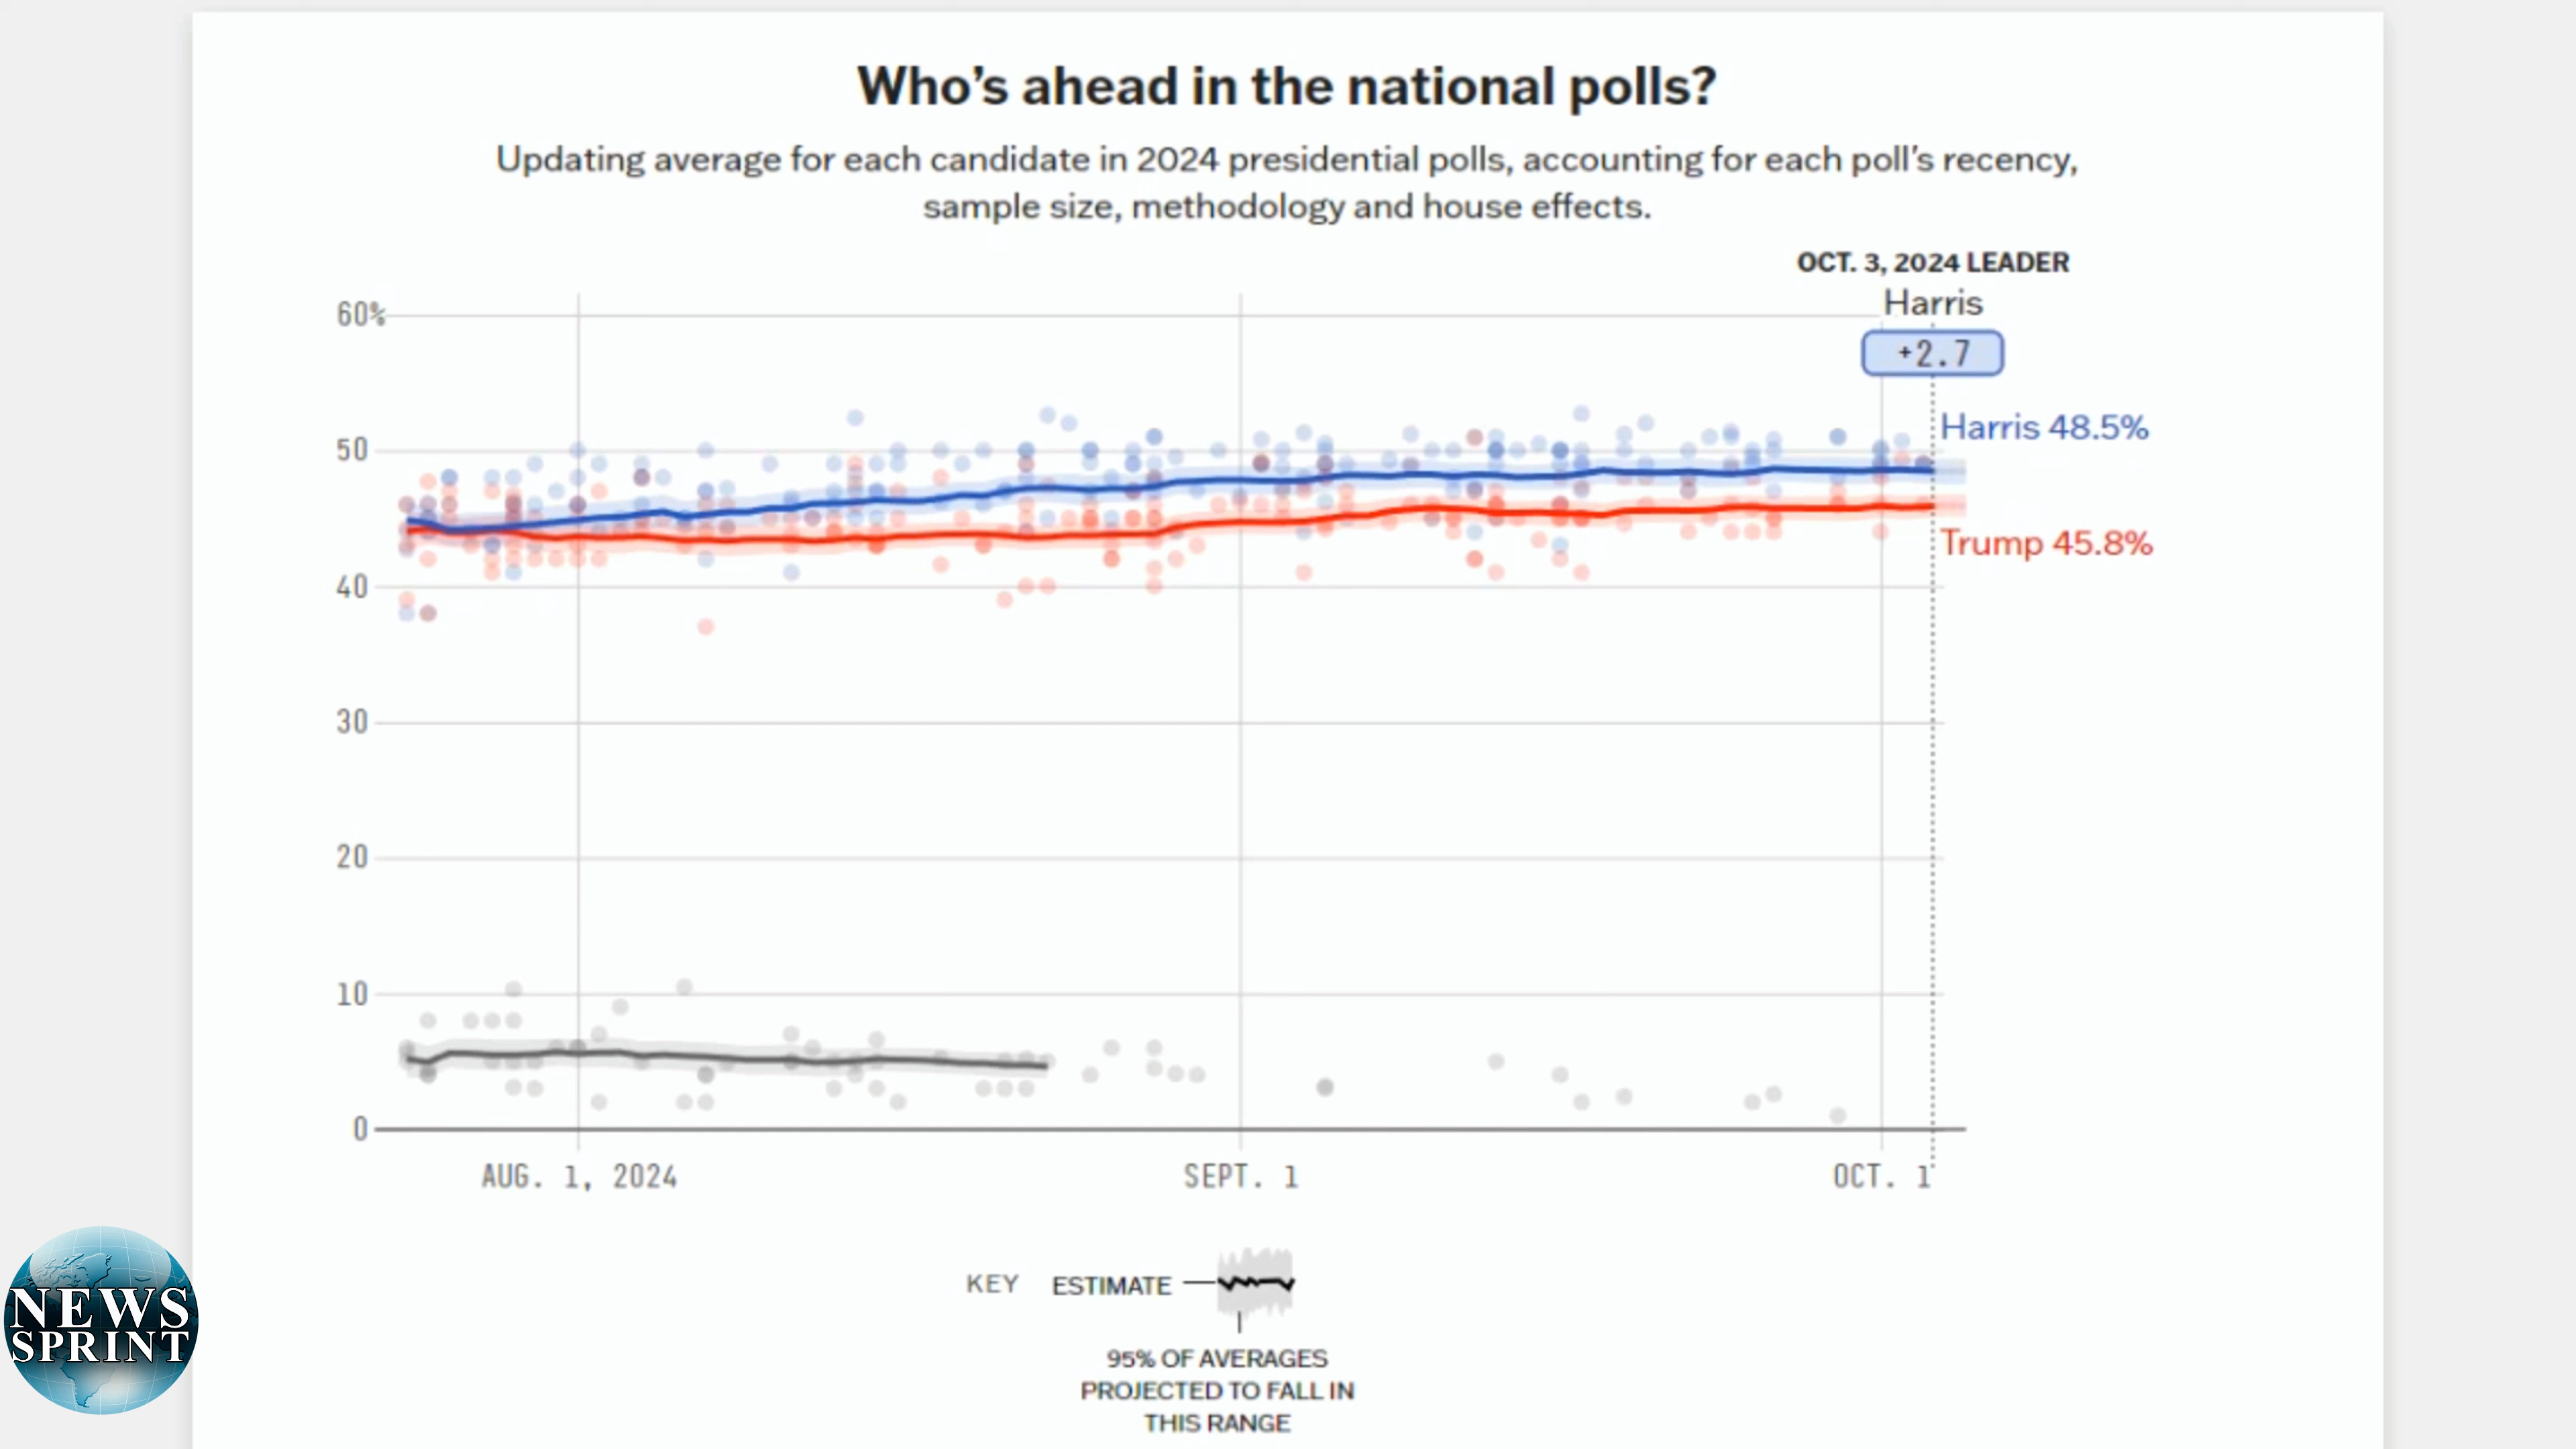 Who's ahead in the national polls?
Updating average for each candidate in 2024 presidential polls, accounting for each poll's recency,
sample size, methodology and house effects.
OCT. 3, 2024 LEADER
Harris
+2.7
60%
50
40
30
20
10
0
Harris 48.5%
Trump 45.8%
AUG. 1, 2024
SEPT. 1
OCT. 1
KEY ESTIMATE
95% OF AVERAGES
PROJECTED TO FALL IN
THIS RANGE
NEWS
SPRINT